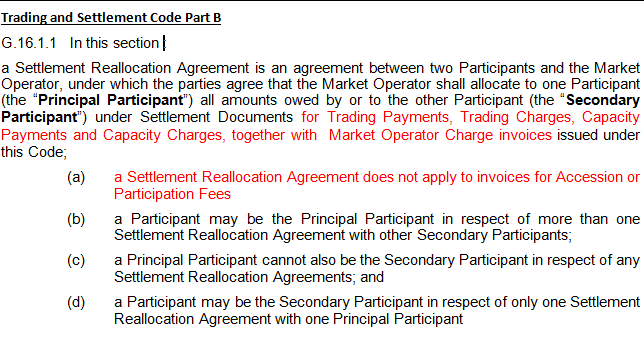 Trading and Settlement Code Part B
G.16.1.1 In this section
a Settlement Reallocation Agreement is an agreement between two Participants and the Market
Operator, under which the parties agree that the Market Operator shall allocate to one Participant
(the “Principal Participant”) all amounts owed by or to the other Participant (the “Secondary
Participant”) under Settlement Documents for Trading Payments, Trading Charges, Capacity
Payments and Capacity Charges, together with Market Operator Charge invoices issued under
this Code;
(a) a Settlement Reallocation Agreement does not apply to invoices for Accession or
Participation Fees
(b) a Participant may be the Principal Participant in respect of more than one
Settlement Reallocation Agreement with other Secondary Participants;
(c) a Principal Participant cannot also be the Secondary Participant in respect of any
Settlement Reallocation Agreements; and
(d) a Participant may be the Secondary Participant in respect of only one Settlement
Reallocation Agreement with one Principal Participant